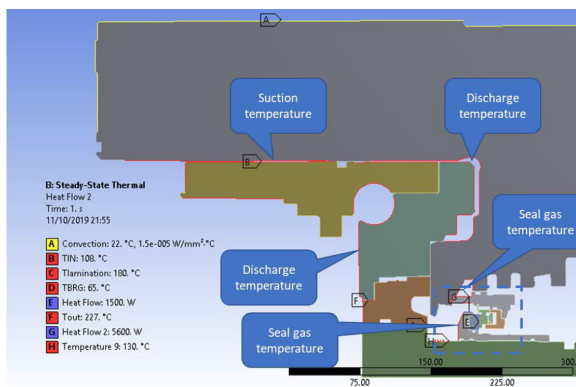 A
Suction
temperature
Discharge
temperature
B
B: Steady-State Thermal
Heat Flow 2
Time: 1. s
11/10/2019 21:55
A Convection: 22. °C, 1.5e-005 W/mm².°C
B TIN: 108. °C
C Tlamination: 180. °C
D TBRG: 65. °C
E Heat Flow: 1500. W
F Tout: 227. °C
G Heat Flow 2: 5600. W
H Temperature 9: 130. °C
Seal gas
temperature
Discharge
temperature
G
F
E
Seal gas
temperature
H
150.00
300.
75.00
225.00